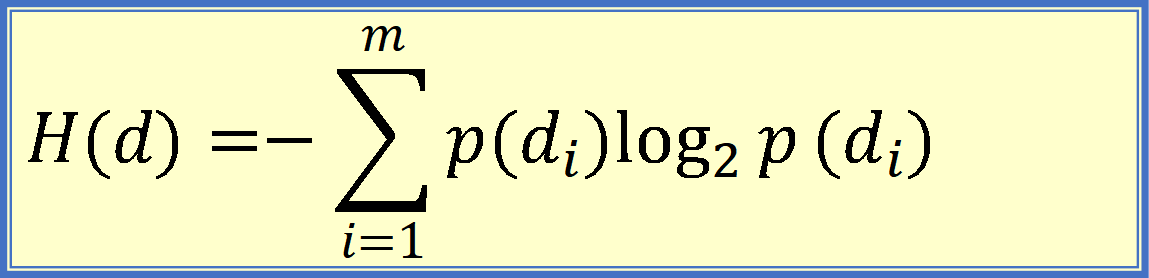 H(d) =− ∑_{i=1}^{m} p(d_i)log_2 p (d_i)